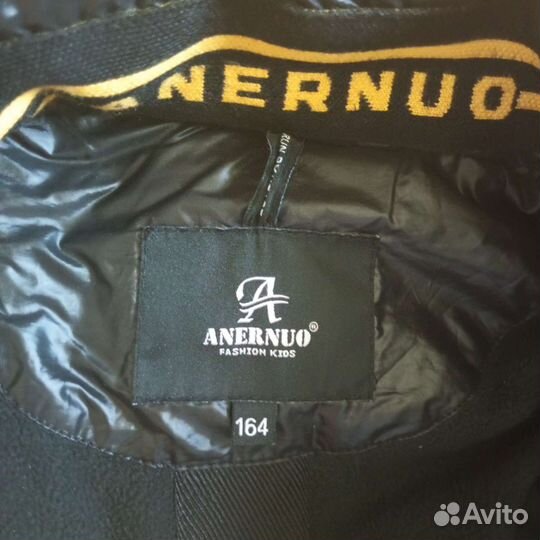 ANERNUO
A
ANERNUO®
FASHION KIDS
164
Avito